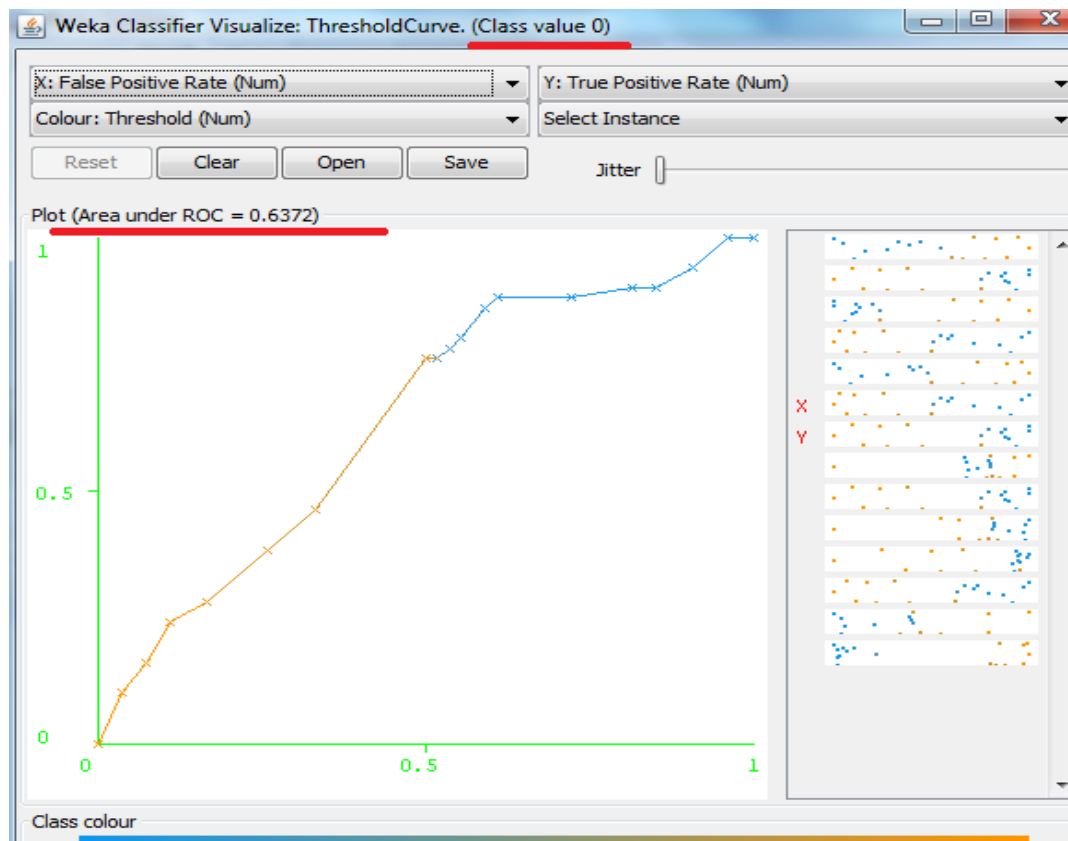 Weka Classifier Visualize: ThresholdCurve. (Class value 0)
X: False Positive Rate (Num)
Y: True Positive Rate (Num)
Colour: Threshold (Num)
Select Instance
Reset
Clear
Open
Save
Jitter
Plot (Area under ROC = 0.6372)
1
0.5
0
0
0.5
1
X
Y
Class colour